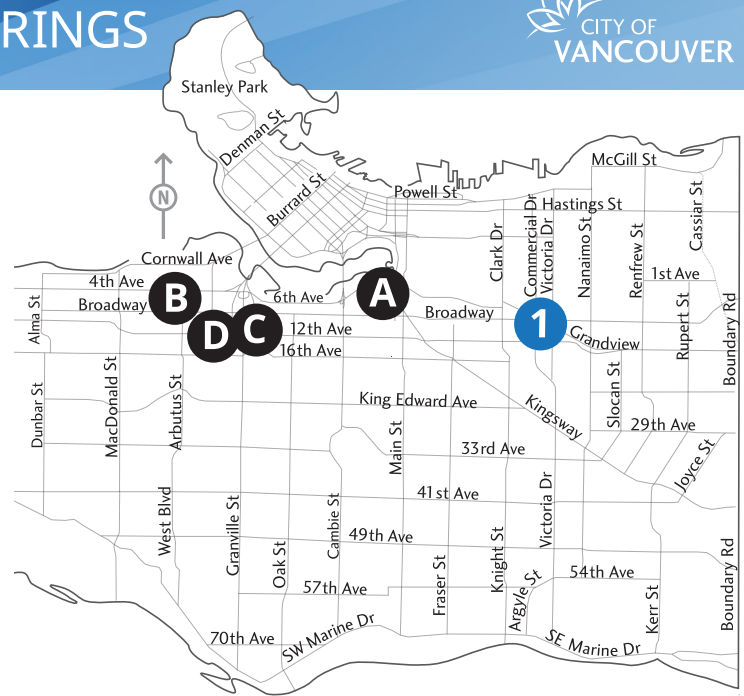 RINGS
CITY OF
VANCOUVER
Stanley Park
Denman St
Burrard St
N
McGill St
Powell St
Hastings St
Cassiar St
Commercial Dr
Victoria Dr
Clark Dr
Nanaimo St
Renfrew St
Cornwall Ave
1st Ave
4th Ave
6th Ave
Broadway
Broadway
A
B
C
D
1
12th Ave
16th Ave
Grandview
Alma St
Rupert St
Boundary Rd
Dunbar St
MacDonald St
Arbutus St
King Edward Ave
Kingsway
Slocan St
29th Ave
Main St
33rd Ave
Joyce St
41st Ave
West Blvd
Granville St
Oak St
Cambie St
49th Ave
Fraser St
Knight St
Victoria Dr
Argyle St
54th Ave
57th Ave
Kerr St
Boundary Rd
70th Ave
SW Marine Dr
SE Marine Dr